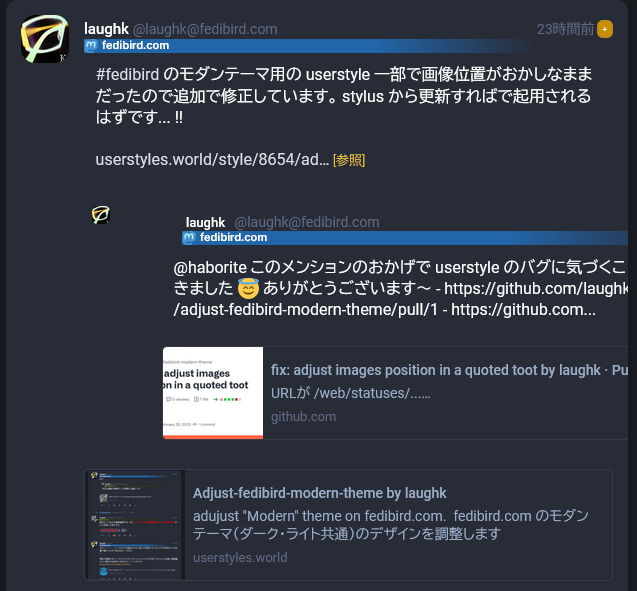 laughk @laughk@fedibird.com 23時間前
fedibird.com
#fedibird のモダンテーマ用の userstyle 一部で画像位置がおかしなまま
だったので追加で修正しています。stylus から更新すればで起用される
はずです... !!
userstyles.world/style/8654/ad... [参照]
laughk @laughk@fedibird.com
fedibird.com
@haborite このメンションのおかげで userstyle のバグに気づくこ
きました 😇 ありがとうございます〜 - https://github.com/laughk
/adjust-fedibird-modern-theme/pull/1 - https://github.com...
fedibird-modern-theme
adjust images
on in a quoted toot
fix: adjust images position in a quoted toot by laughk · Pu
URLが /web/statuses/...…
github.com
Adjust-fedibird-modern-theme by laughk
adujust "Modern" theme on fedibird.com. fedibird.com のモダン
テーマ（ダーク・ライト共通）のデザインを調整します
userstyles.world